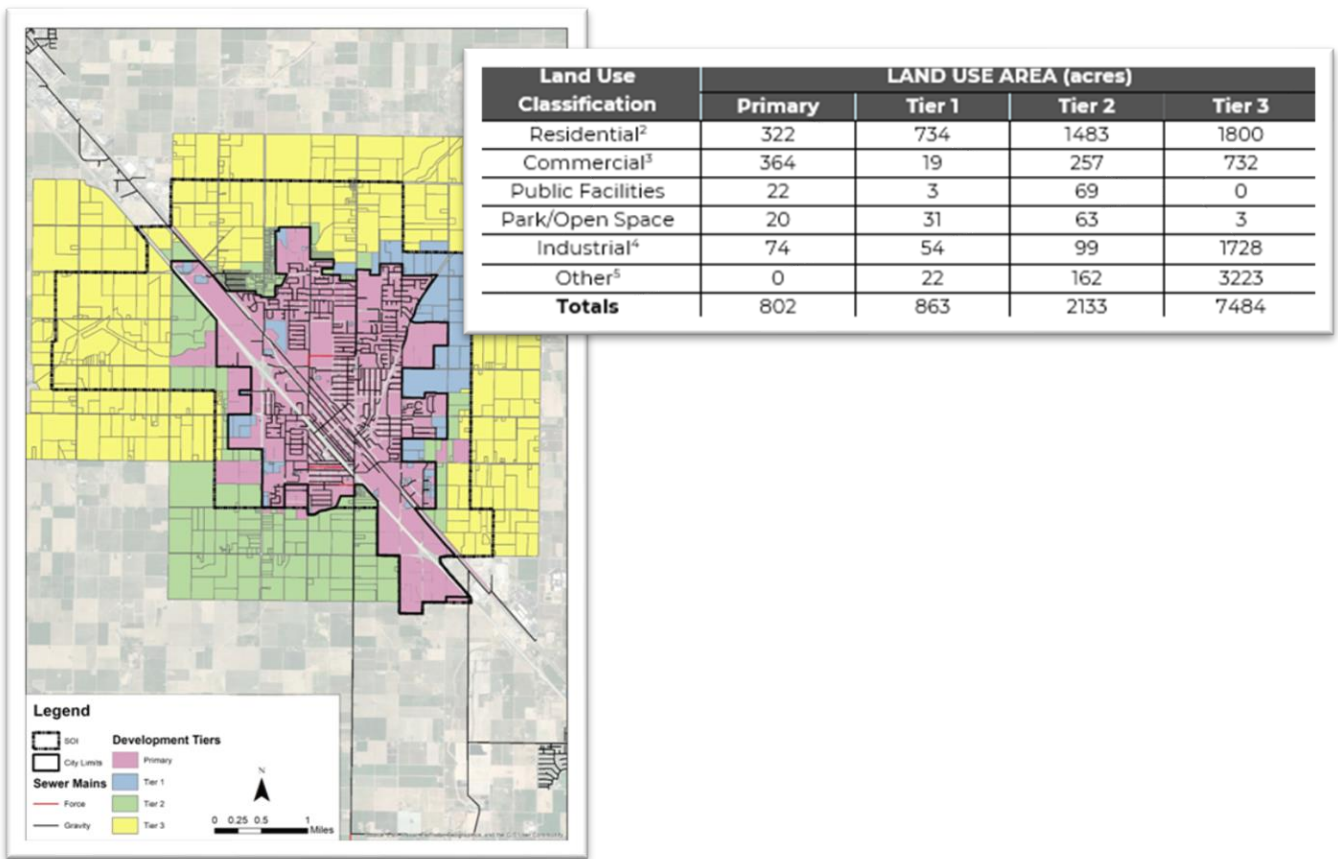 Land Use Classification LAND USE AREA (acres)
Primary Tier 1 Tier 2 Tier 3
Residential² 322 734 1483 1800
Commercial³ 364 19 257 732
Public Facilities 22 3 69 0
Park/Open Space 20 31 63 3
Industrial⁴ 74 54 99 1728
Other⁵ 0 22 162 3223
Totals 802 863 2133 7484
Legend
SOI
City Limits
Sewer Mains
Force
Gravity
Development Tiers
Primary
Tier 1
Tier 2
Tier 3
N
0 0.25 0.5 1
Miles